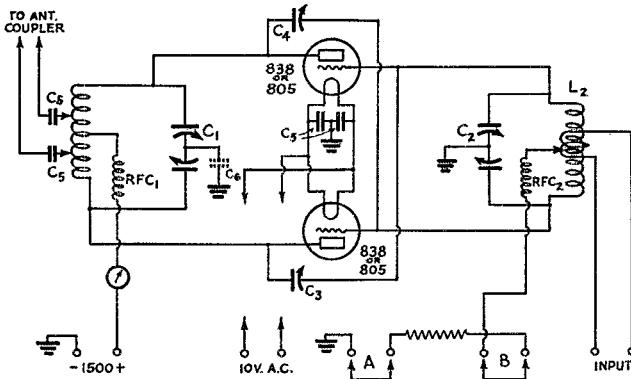 TO ANT.
COUPLER
C4
838
OR
805
L2
C5
C1
C5
C2
C5
C6
RFC1
RFC2
838
OR
805
C3
A
B
-1500+
10V. A.C.
INPUT